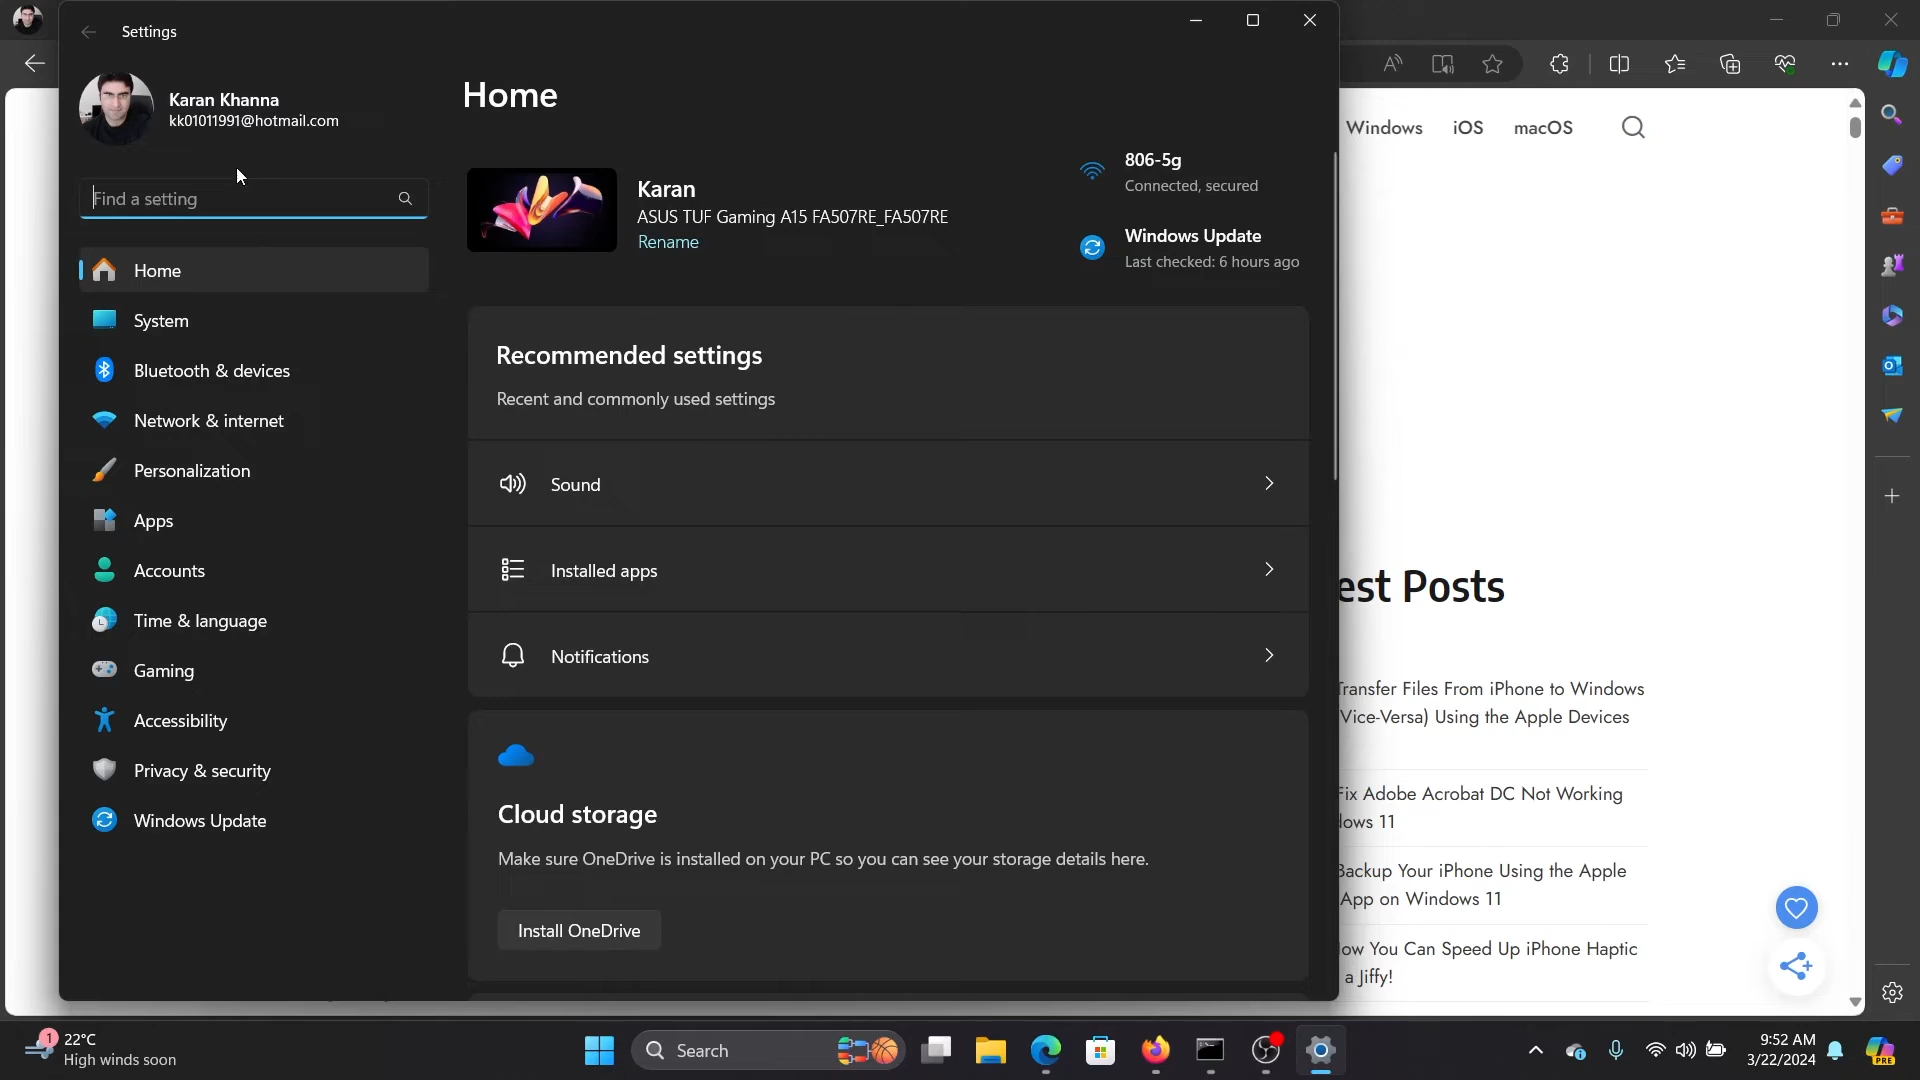 Settings
Karan Khanna
kk01011991@hotmail.com
Find a setting
Home
System
Bluetooth & devices
Network & internet
Personalization
Apps
Accounts
Time & language
Gaming
Accessibility
Privacy & security
Windows Update
Home
Karan
ASUS TUF Gaming A15 FA507RE_FA507RE
Rename
806-5g
Connected, secured
Windows Update
Last checked: 6 hours ago
Recommended settings
Recent and commonly used settings
Sound
Installed apps
Notifications
Cloud storage
Make sure OneDrive is installed on your PC so you can see your storage details here.
Install OneDrive
Windows iOS macOS
est Posts
Transfer Files From iPhone to Windows
Vice-Versa) Using the Apple Devices
Fix Adobe Acrobat DC Not Working
dows 11
Backup Your iPhone Using the Apple
App on Windows 11
How You Can Speed Up iPhone Haptic
a Jiffy!
1
22°C
High winds soon
Search
9:52 AM
3/22/2024
PRE